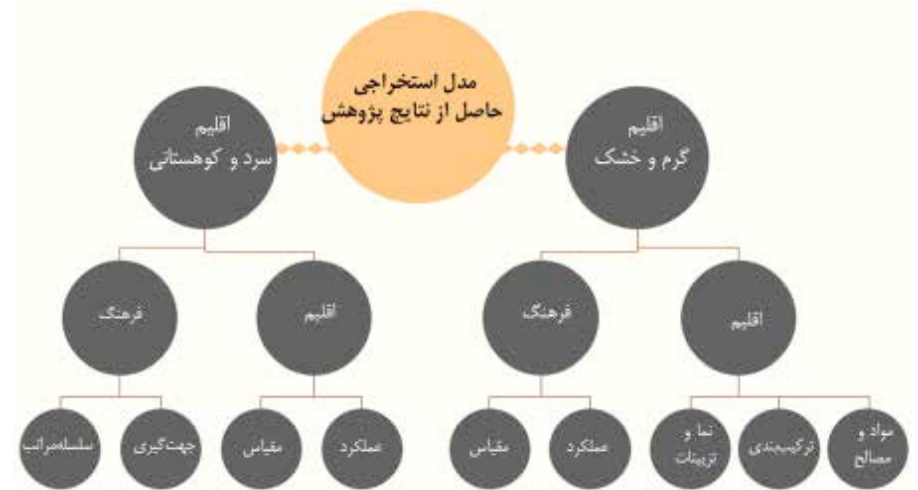 مدل استخراجی
حاصل از نتایج پژوهش
اقلیم
گرم و خشک
اقلیم
سرد و کوهستانی
اقلیم
فرهنگ
اقلیم
فرهنگ
مواد و
مصالح
ترکیب‌بندی
نما و
تزیینات
عملکرد
مقیاس
عملکرد
مقیاس
جهت‌گیری
سلسله‌مراتب